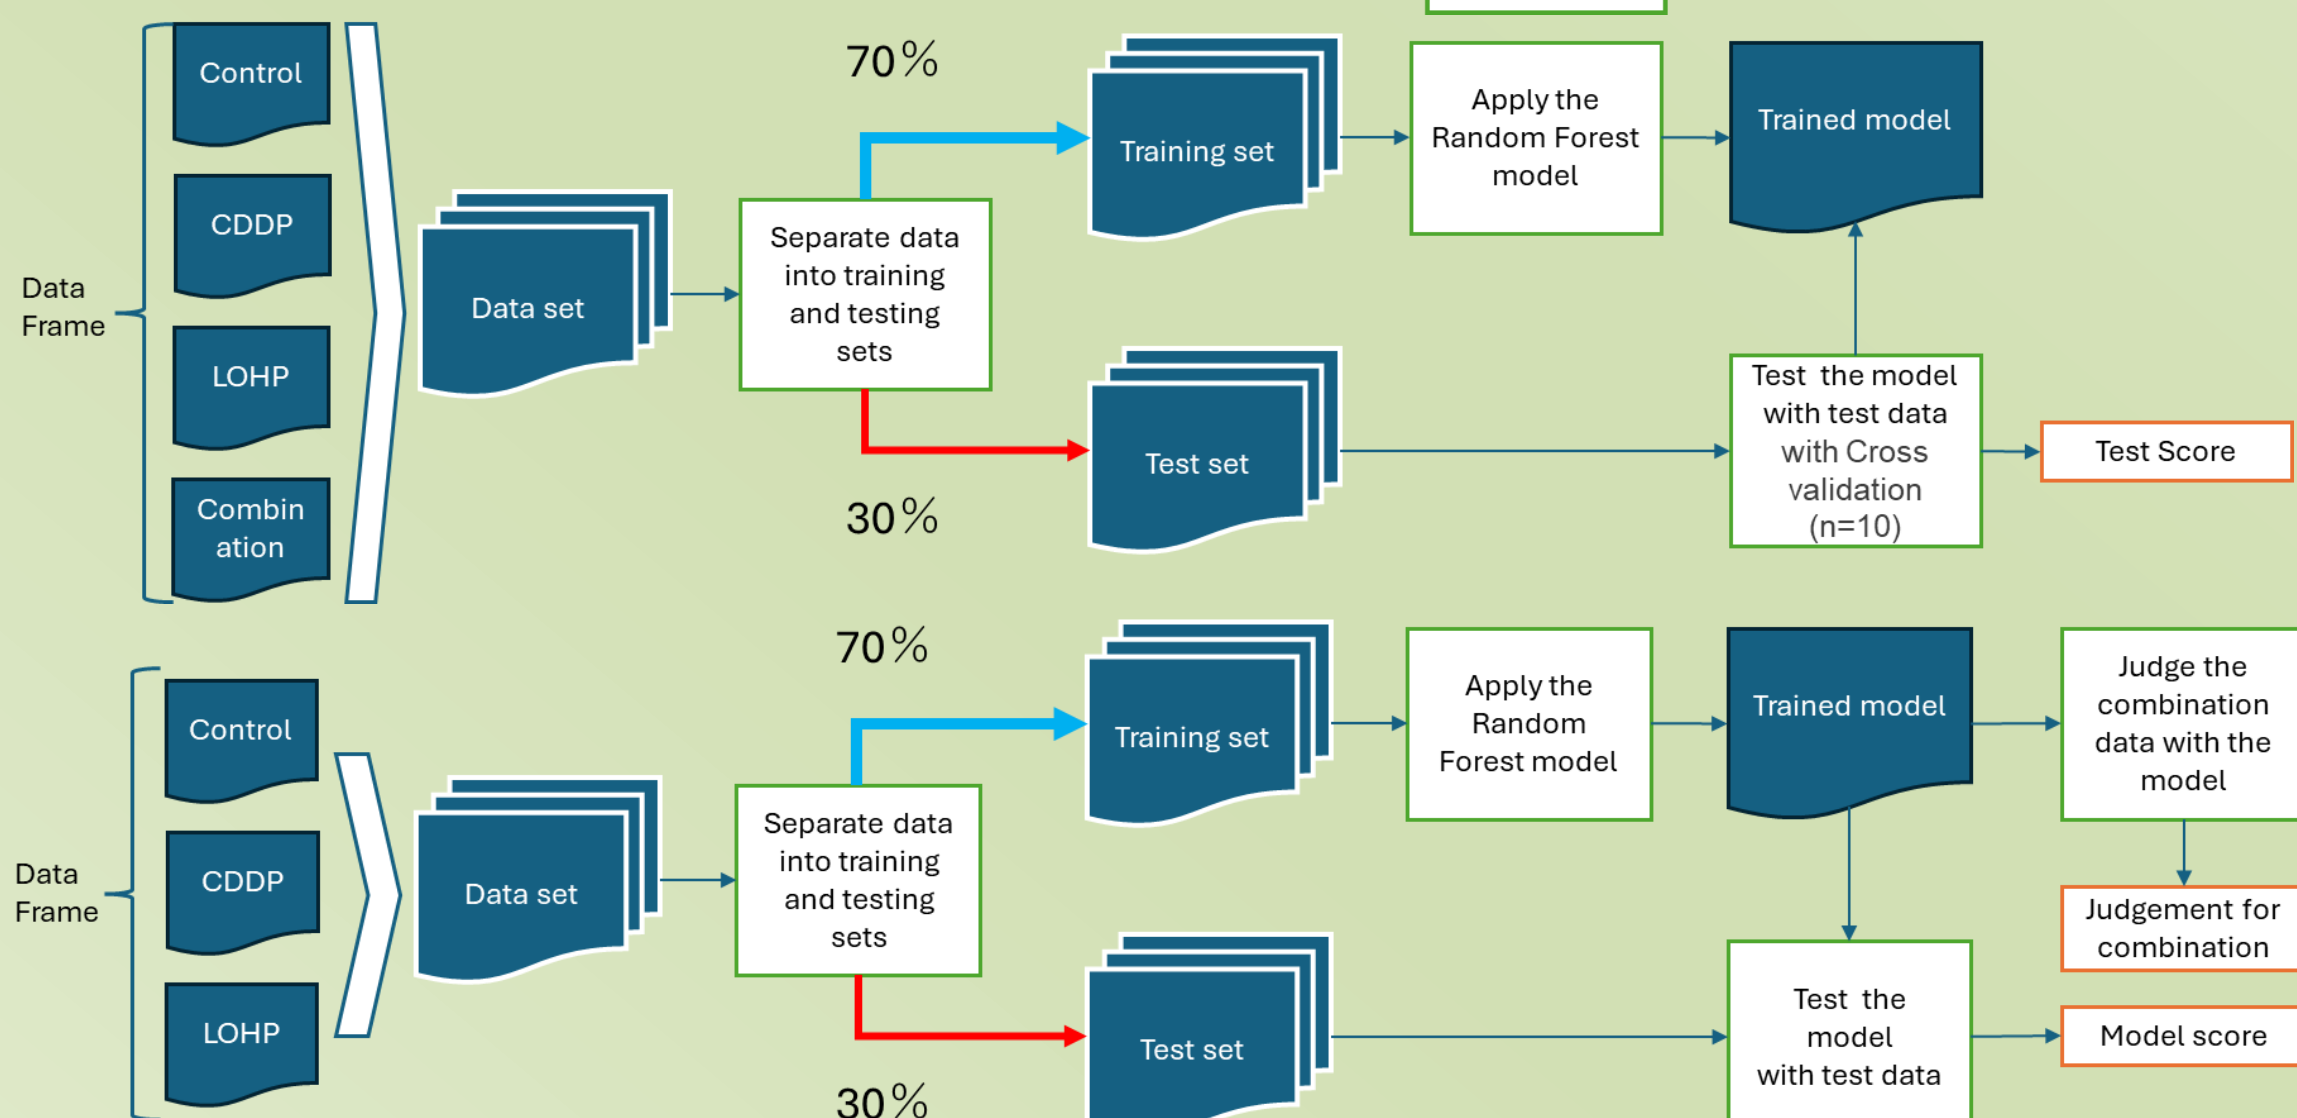 Data
Frame
Control
CDDP
LOHP
Combin
ation
Data set
Separate data
into training
and testing
sets
70%
30%
Training set
Test set
Apply the
Random Forest
model
Trained model
Test  the model
with test data
with Cross
validation
(n=10)
Test Score
Data
Frame
Control
CDDP
LOHP
Data set
Separate data
into training
and testing
sets
70%
30%
Training set
Test set
Apply the
Random
Forest model
Trained model
Judge the
combination
data with the
model
Judgement for
combination
Test  the
model
with test data
Model score